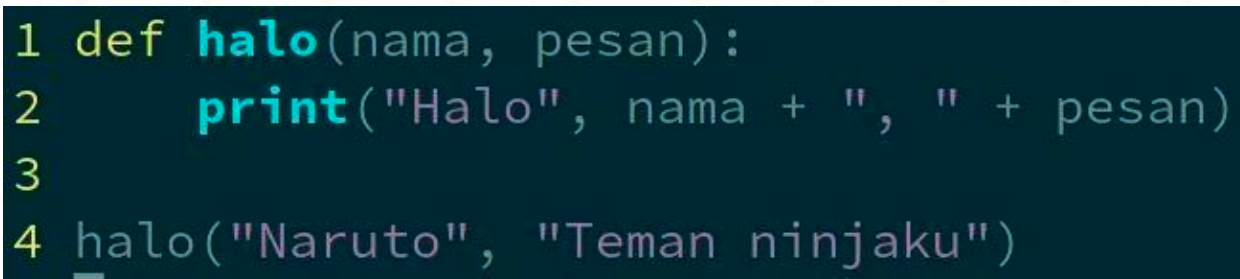 1 def halo(nama, pesan):
2     print("Halo", nama + ", " + pesan)
3
4 halo("Naruto", "Teman ninjaku")